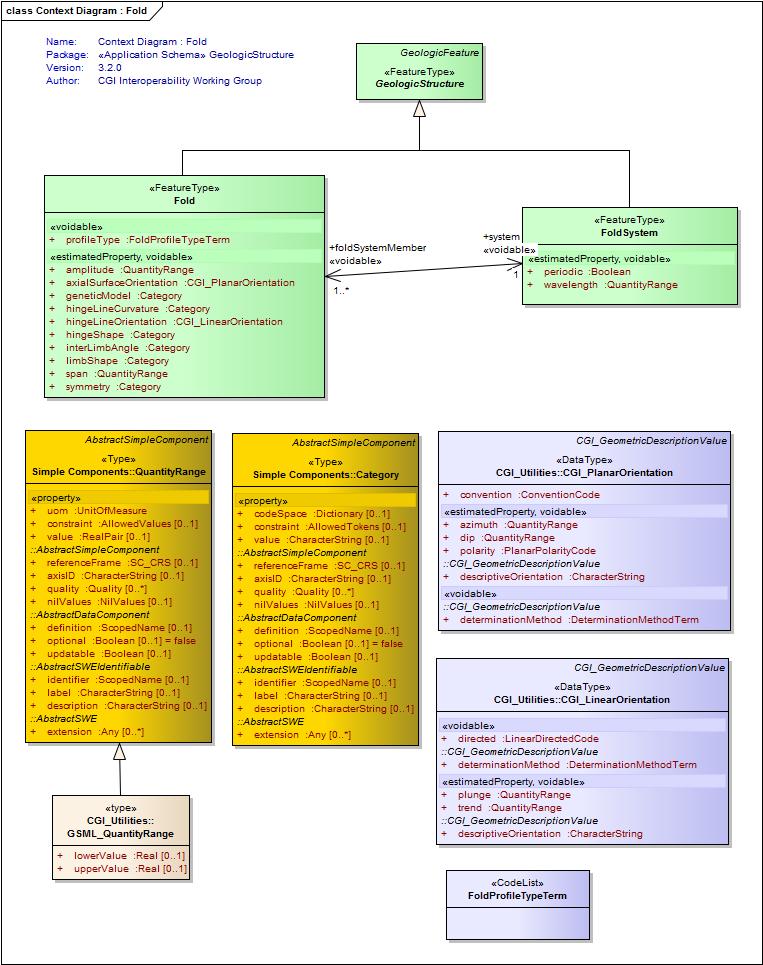 class Context Diagram : Fold
Name: Context Diagram : Fold
Package: «Application Schema» GeologicStructure
Version: 3.2.0
Author: CGI Interoperability Working Group
GeologicFeature
«FeatureType»
GeologicStructure
«FeatureType»
Fold
«voidable»
+ profileType :FoldProfileTypeTerm
«estimatedProperty, voidable»
+ amplitude :QuantityRange
+ axialSurfaceOrientation :CGI_PlanarOrientation
+ geneticModel :Category
+ hingeLineCurvature :Category
+ hingeLineOrientation :CGI_LinearOrientation
+ hingeShape :Category
+ interLimbAngle :Category
+ limbShape :Category
+ span :QuantityRange
+ symmetry :Category
+foldSystemMember
«voidable»
1..*
+system
«voidable»
1
«FeatureType»
FoldSystem
«estimatedProperty, voidable»
+ periodic :Boolean
+ wavelength :QuantityRange
AbstractSimpleComponent
«Type»
Simple Components::QuantityRange
«property»
+ uom :UnitOfMeasure
+ constraint :AllowedValues [0..1]
+ value :RealPair [0..1]
::AbstractSimpleComponent
+ referenceFrame :SC_CRS [0..1]
+ axisID :CharacterString [0..1]
+ quality :Quality [0..*]
+ nilValues :NilValues [0..1]
::AbstractDataComponent
+ definition :ScopedName [0..1]
+ optional :Boolean [0..1] = false
+ updatable :Boolean [0..1]
::AbstractSWEIdentifiable
+ identifier :ScopedName [0..1]
+ label :CharacterString [0..1]
+ description :CharacterString [0..1]
::AbstractSWE
+ extension :Any [0..*]
AbstractSimpleComponent
«Type»
Simple Components::Category
«property»
+ codeSpace :Dictionary [0..1]
+ constraint :AllowedTokens [0..1]
+ value :CharacterString [0..1]
::AbstractSimpleComponent
+ referenceFrame :SC_CRS [0..1]
+ axisID :CharacterString [0..1]
+ quality :Quality [0..*]
+ nilValues :NilValues [0..1]
::AbstractDataComponent
+ definition :ScopedName [0..1]
+ optional :Boolean [0..1] = false
+ updatable :Boolean [0..1]
::AbstractSWEIdentifiable
+ identifier :ScopedName [0..1]
+ label :CharacterString [0..1]
+ description :CharacterString [0..1]
::AbstractSWE
+ extension :Any [0..*]
CGI_GeometricDescriptionValue
«DataType»
CGI_Utilities::CGI_PlanarOrientation
+ convention :ConventionCode
«estimatedProperty, voidable»
+ azimuth :QuantityRange
+ dip :QuantityRange
+ polarity :PlanarPolarityCode
::CGI_GeometricDescriptionValue
+ descriptiveOrientation :CharacterString
«voidable»
::CGI_GeometricDescriptionValue
+ determinationMethod :DeterminationMethodTerm
CGI_GeometricDescriptionValue
«DataType»
CGI_Utilities::CGI_LinearOrientation
«voidable»
+ directed :LinearDirectedCode
::CGI_GeometricDescriptionValue
+ determinationMethod :DeterminationMethodTerm
«estimatedProperty, voidable»
+ plunge :QuantityRange
+ trend :QuantityRange
::CGI_GeometricDescriptionValue
+ descriptiveOrientation :CharacterString
«type»
CGI_Utilities::
GSML_QuantityRange
+ lowerValue :Real [0..1]
+ upperValue :Real [0..1]
«CodeList»
FoldProfileTypeTerm